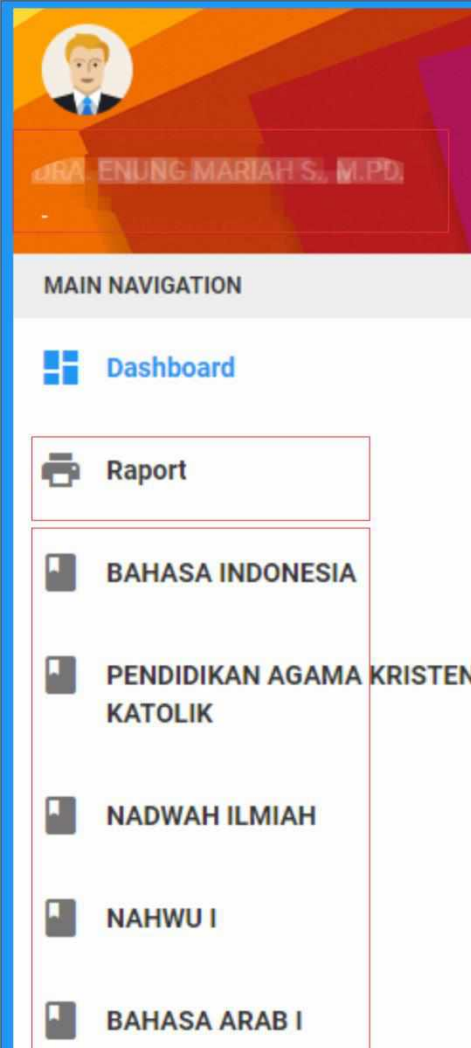 DRA. ENUNG MARIAH S., M.PD.
-
MAIN NAVIGATION
Dashboard
Raport
BAHASA INDONESIA
PENDIDIKAN AGAMA KRISTEN
KATOLIK
NADWAH ILMIAH
NAHWU I
BAHASA ARAB I